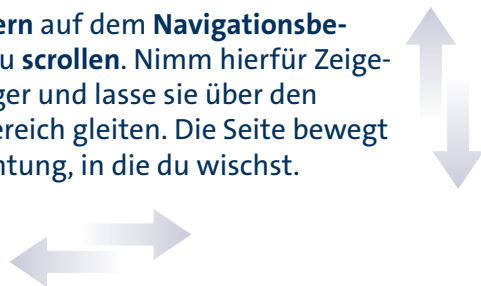 ern auf dem Navigationsbe-
u scrollen. Nimm hierfür Zeige-
ger und lasse sie über den
ereich gleiten. Die Seite bewegt
htung, in die du wischst.